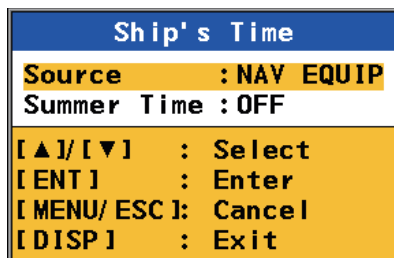 Ship's Time
Source :NAV EQUIP
Summer Time :OFF
[▲]/[▼] : Select
[ENT] : Enter
[MENU/ESC]: Cancel
[DISP] : Exit